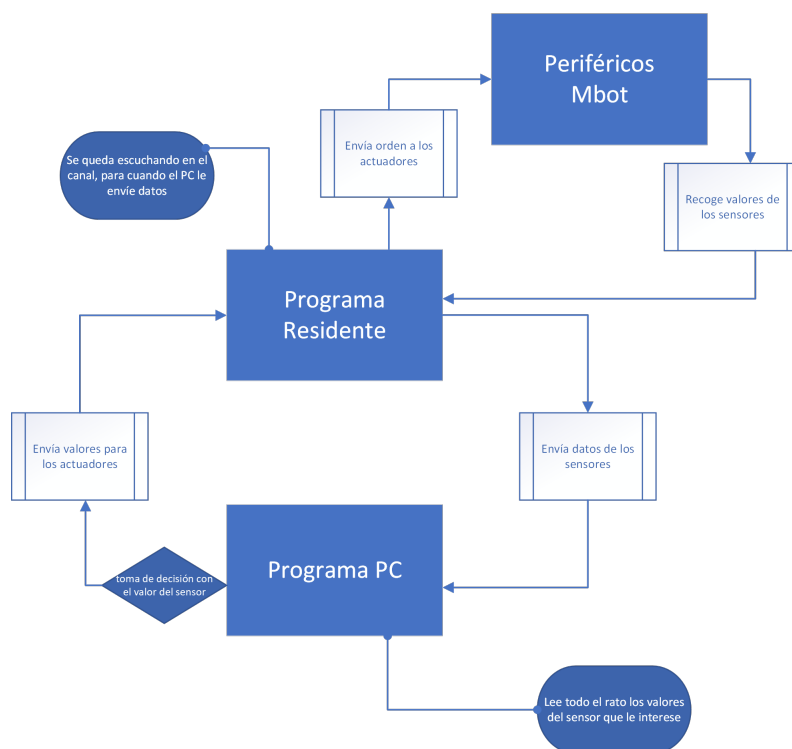 Periféricos
Mbot
Envía orden a los
actuadores
Se queda escuchando en el
canal, para cuando el PC le
envíe datos
Recoge valores de
los sensores
Programa
Residente
Envía valores para
los actuadores
Envía datos de los
sensores
Programa PC
toma de decisión con
el valor del sensor
Lee todo el rato los valores
del sensor que le interese